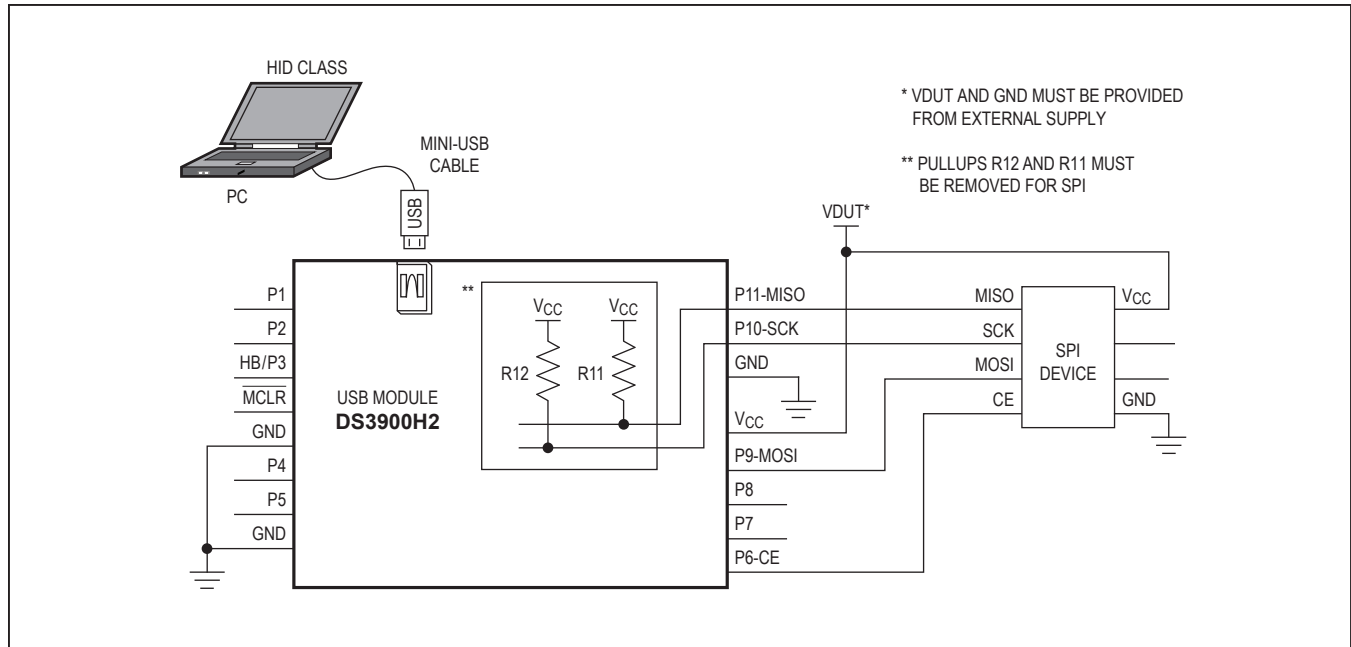 HID CLASS
PC
MINI-USB
CABLE
USB
* VDUT AND GND MUST BE PROVIDED
FROM EXTERNAL SUPPLY
** PULLUPS R12 AND R11 MUST
BE REMOVED FOR SPI
VDUT*
P1
P2
HB/P3
MCLR
GND
P4
P5
GND
USB MODULE
DS3900H2
**
VCC
VCC
R12
R11
P11-MISO
P10-SCK
GND
VCC
P9-MOSI
P8
P7
P6-CE
MISO
SCK
MOSI
CE
SPI
DEVICE
VCC
GND